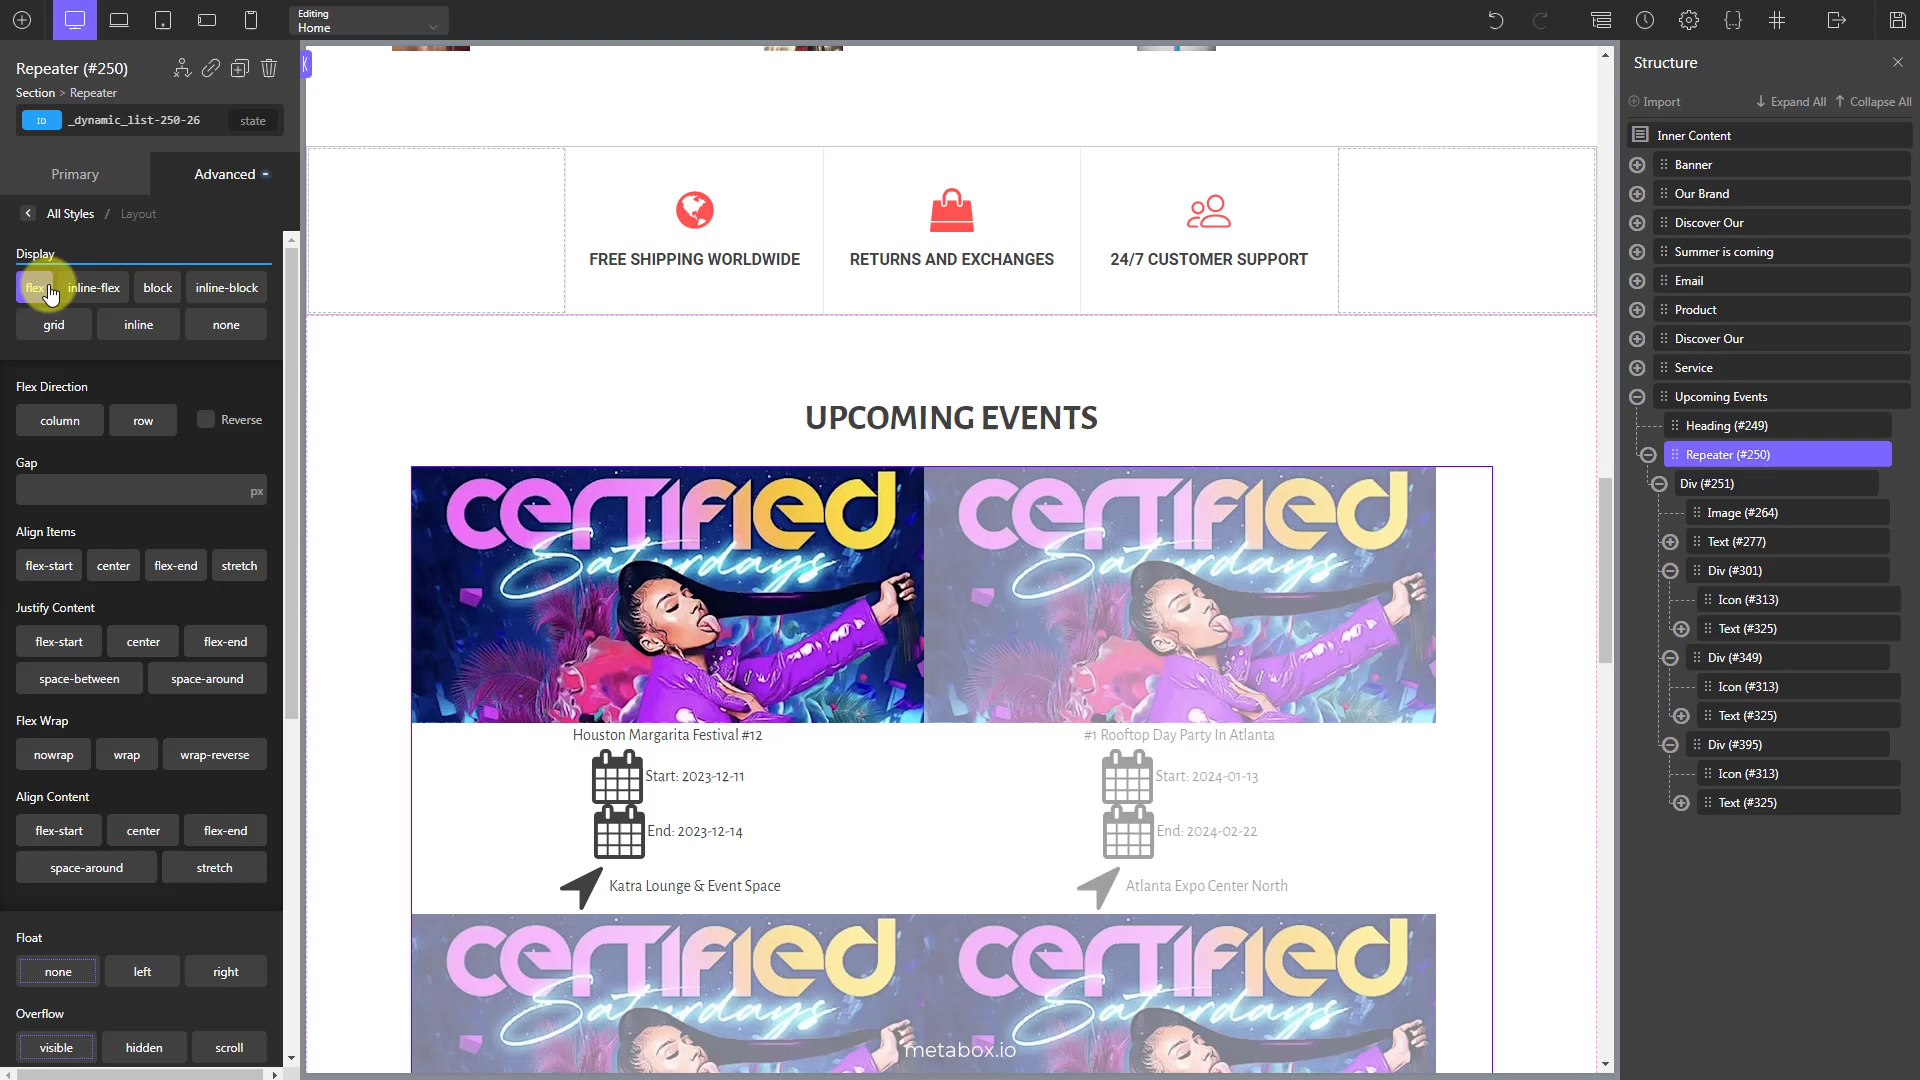 Editing
Home
Repeater (#250)
Section > Repeater
ID _dynamic_list-250-26 state
Primary Advanced
All Styles / Layout
Display
flex inline-flex block inline-block
grid inline none
Flex Direction
column row Reverse
Gap
px
Align Items
flex-start center flex-end stretch
Justify Content
flex-start center flex-end
space-between space-around
Flex Wrap
nowrap wrap wrap-reverse
Align Content
flex-start center flex-end
space-around stretch
Float
none left right
Overflow
visible hidden scroll
FREE SHIPPING WORLDWIDE
RETURNS AND EXCHANGES
24/7 CUSTOMER SUPPORT
UPCOMING EVENTS
CERTIFIED
Saturdays
Houston Margarita Festival #12
Start: 2023-12-11
End: 2023-12-14
Katra Lounge & Event Space
CERTIFIED
Saturdays
#1 Rooftop Day Party In Atlanta
Start: 2024-01-13
End: 2024-02-22
Atlanta Expo Center North
CERTIFIED
Saturdays
CERTIFIED
Saturdays
metabox.io
Structure
Import Expand All Collapse All
Inner Content
Banner
Our Brand
Discover Our
Summer is coming
Email
Product
Discover Our
Service
Upcoming Events
Heading (#249)
Repeater (#250)
Div (#251)
Image (#264)
Text (#277)
Div (#301)
Icon (#313)
Text (#325)
Div (#349)
Icon (#313)
Text (#325)
Div (#395)
Icon (#313)
Text (#325)